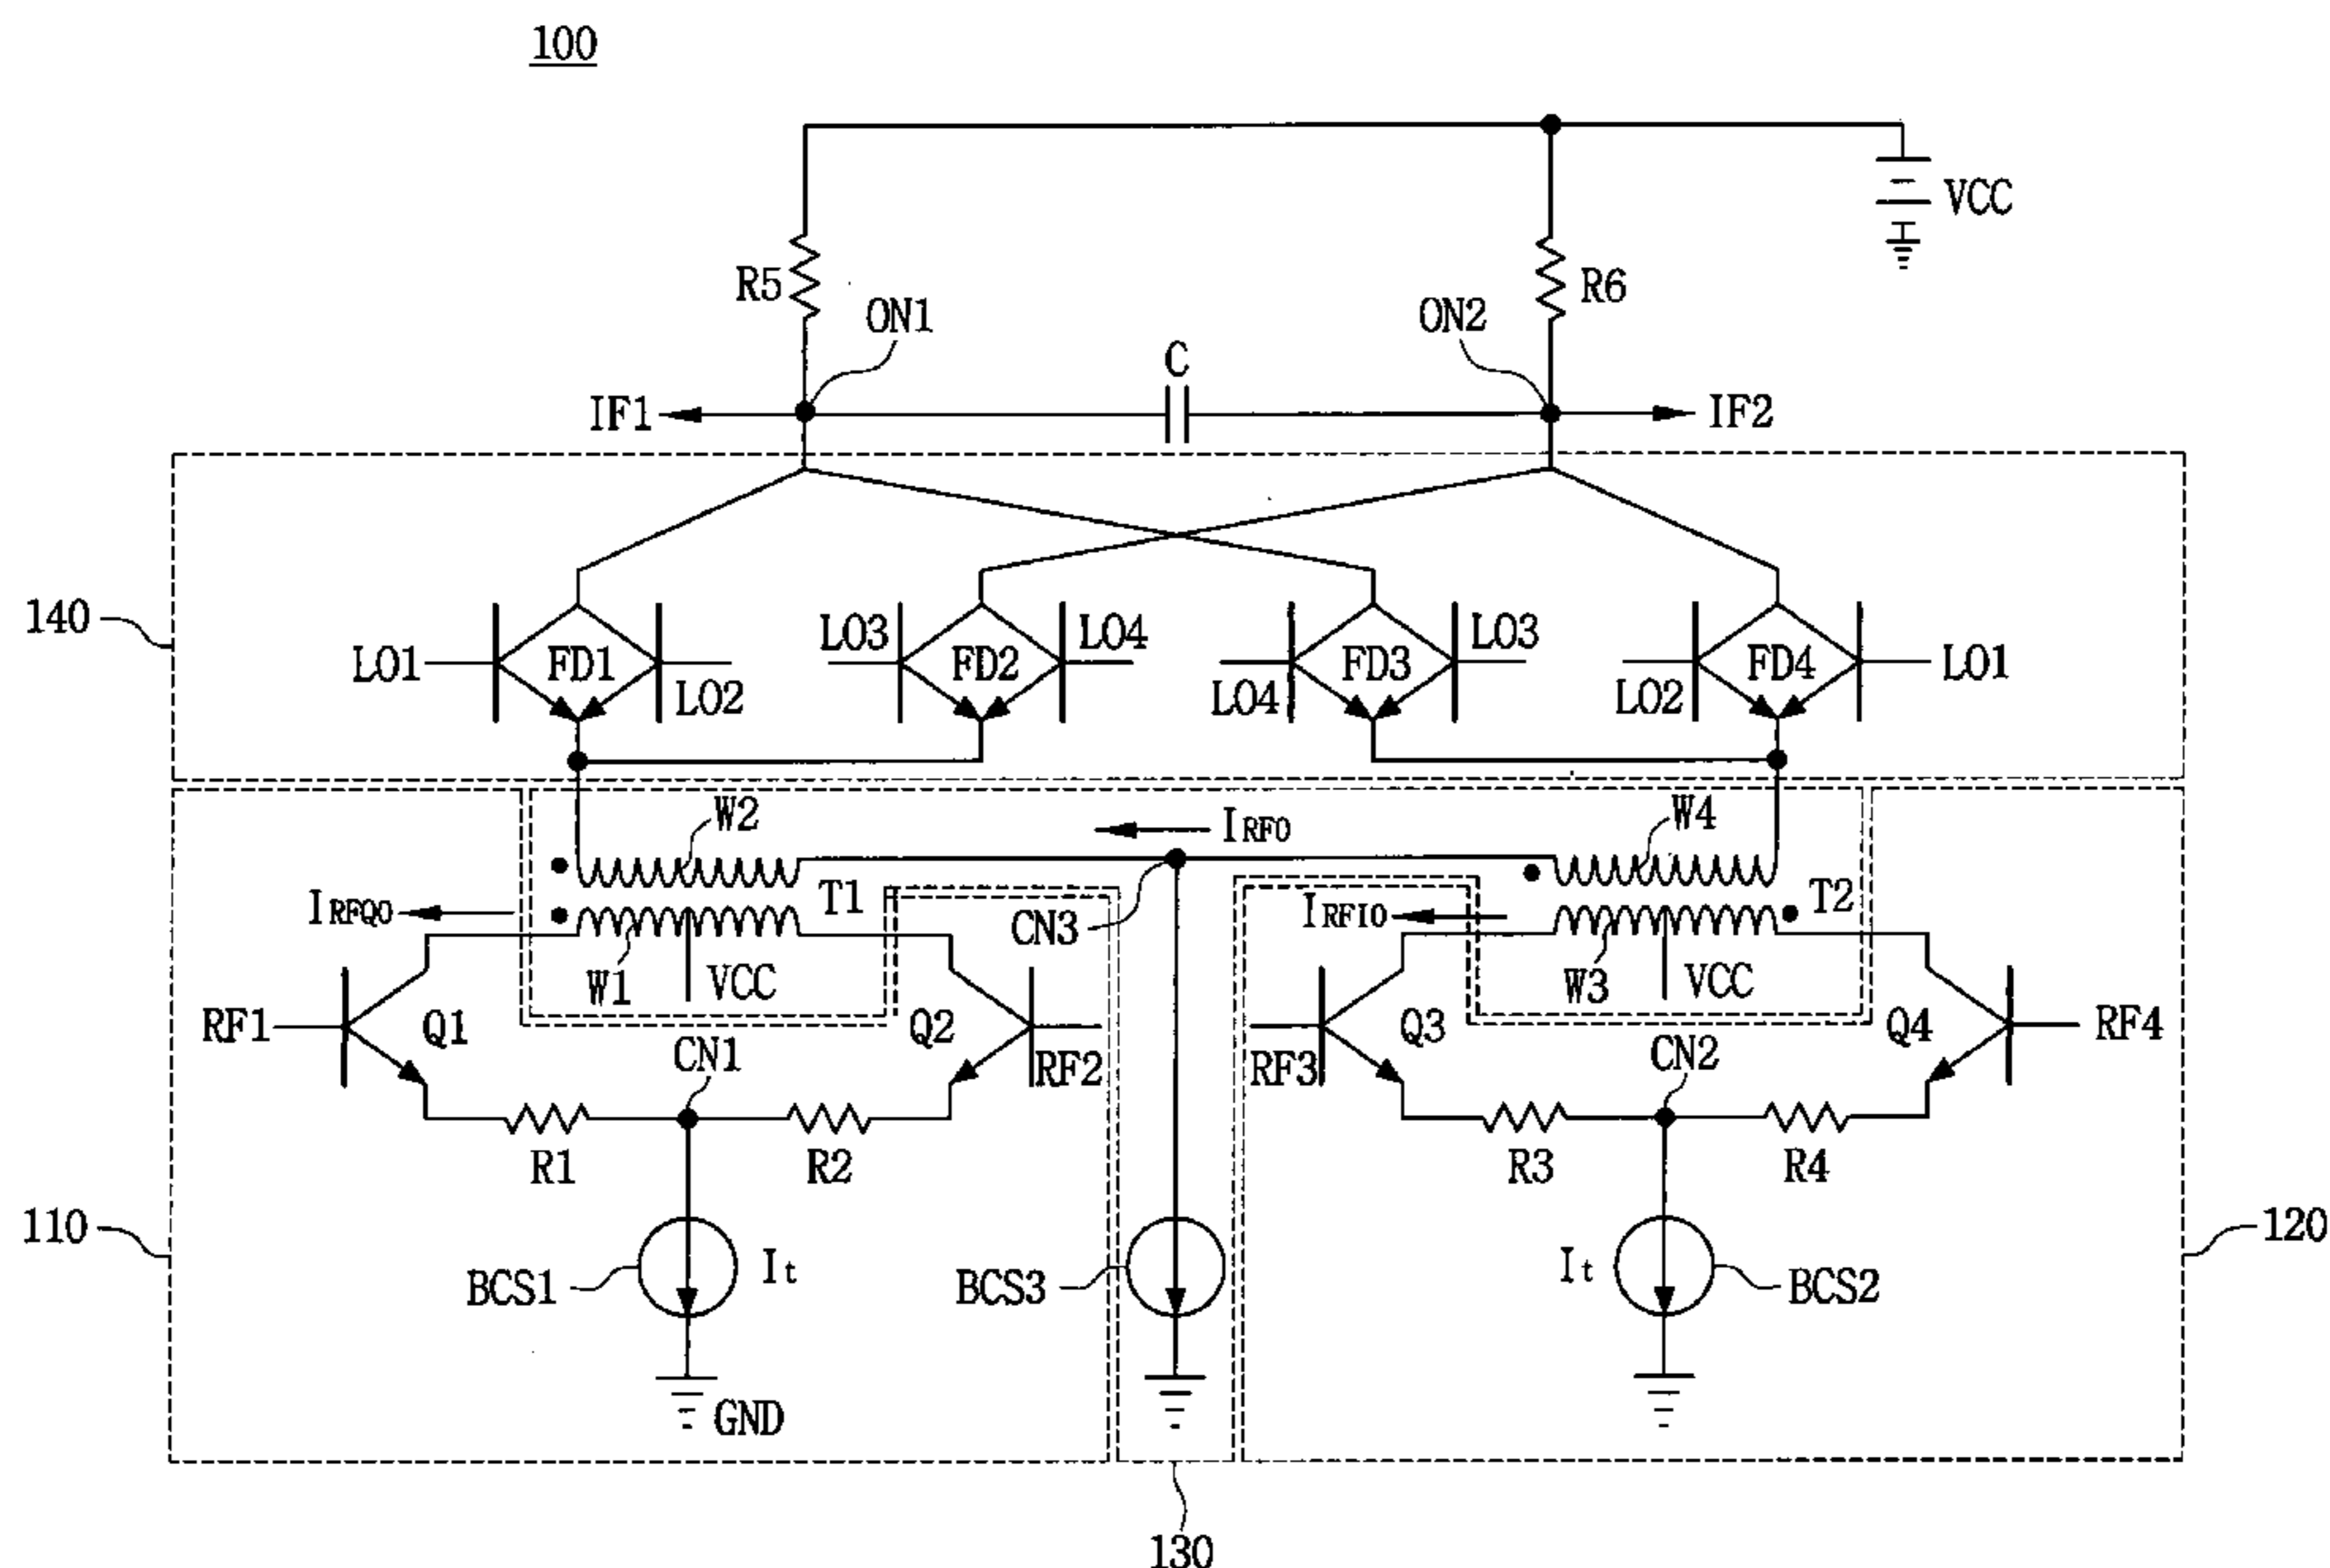 100
VCC
R5
R6
ON1
ON2
C
IF1
IF2
140
LO1
FD1
LO2
LO3
FD2
LO4
LO4
FD3
LO3
LO2
FD4
LO1
W2
IRFO
W4
T1
T2
IRFQO
CN3
IRFIO
W1
VCC
W3
VCC
RF1
Q1
Q2
RF2
CN1
RF3
Q3
Q4
RF4
CN2
R1
R2
R3
R4
110
120
BCS1
It
BCS3
It
BCS2
GND
130